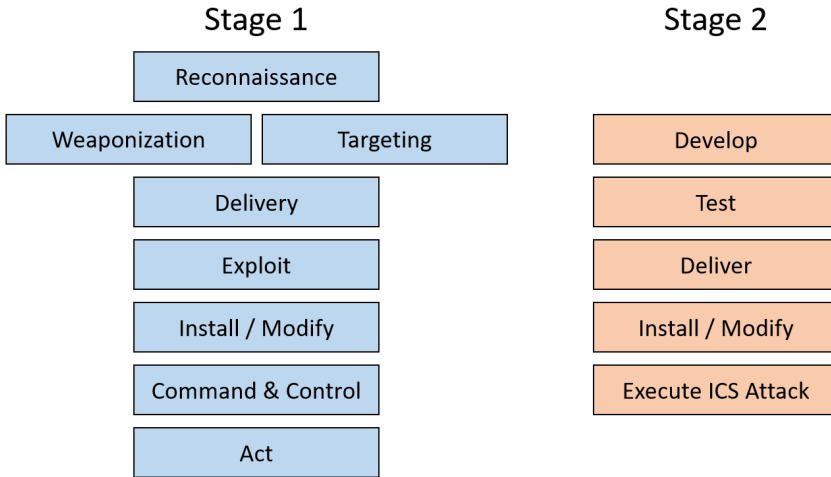 Stage 1
Reconnaissance
Weaponization
Targeting
Delivery
Exploit
Install / Modify
Command & Control
Act
Stage 2
Develop
Test
Deliver
Install / Modify
Execute ICS Attack